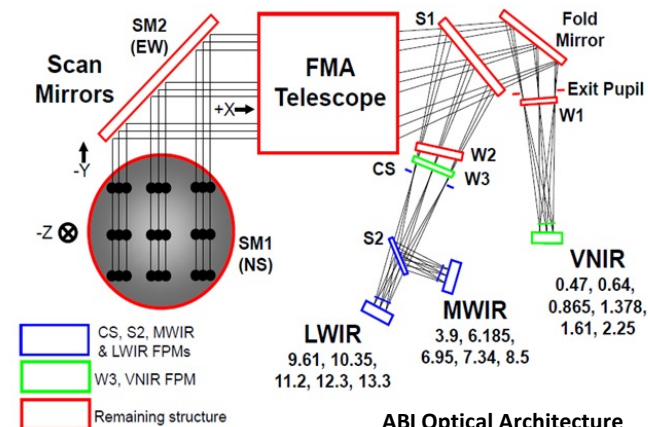 SM2
(EW)
Scan
Mirrors
FMA
Telescope
+X
-Y
-Z
SM1
(NS)
S1
Fold
Mirror
Exit Pupil
W1
W2
W3
CS
S2
VNIR
0.47, 0.64,
0.865, 1.378,
1.61, 2.25
MWIR
3.9, 6.185,
6.95, 7.34, 8.5
LWIR
9.61, 10.35,
11.2, 12.3, 13.3
CS, S2, MWIR
& LWIR FPMs
W3, VNIR FPM
Remaining structure
ABI Optical Architecture